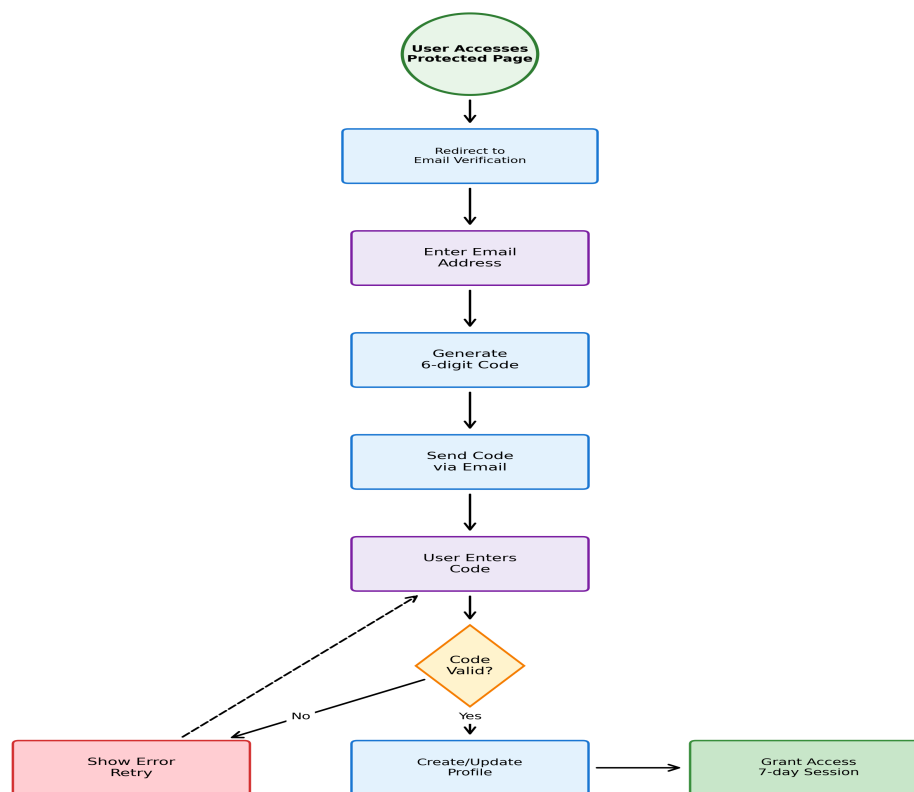 User Accesses
Protected Page
Redirect to
Email Verification
Enter Email
Address
Generate
6-digit Code
Send Code
via Email
User Enters
Code
Code
Valid?
No
Yes
Show Error
Retry
Create/Update
Profile
Grant Access
7-day Session